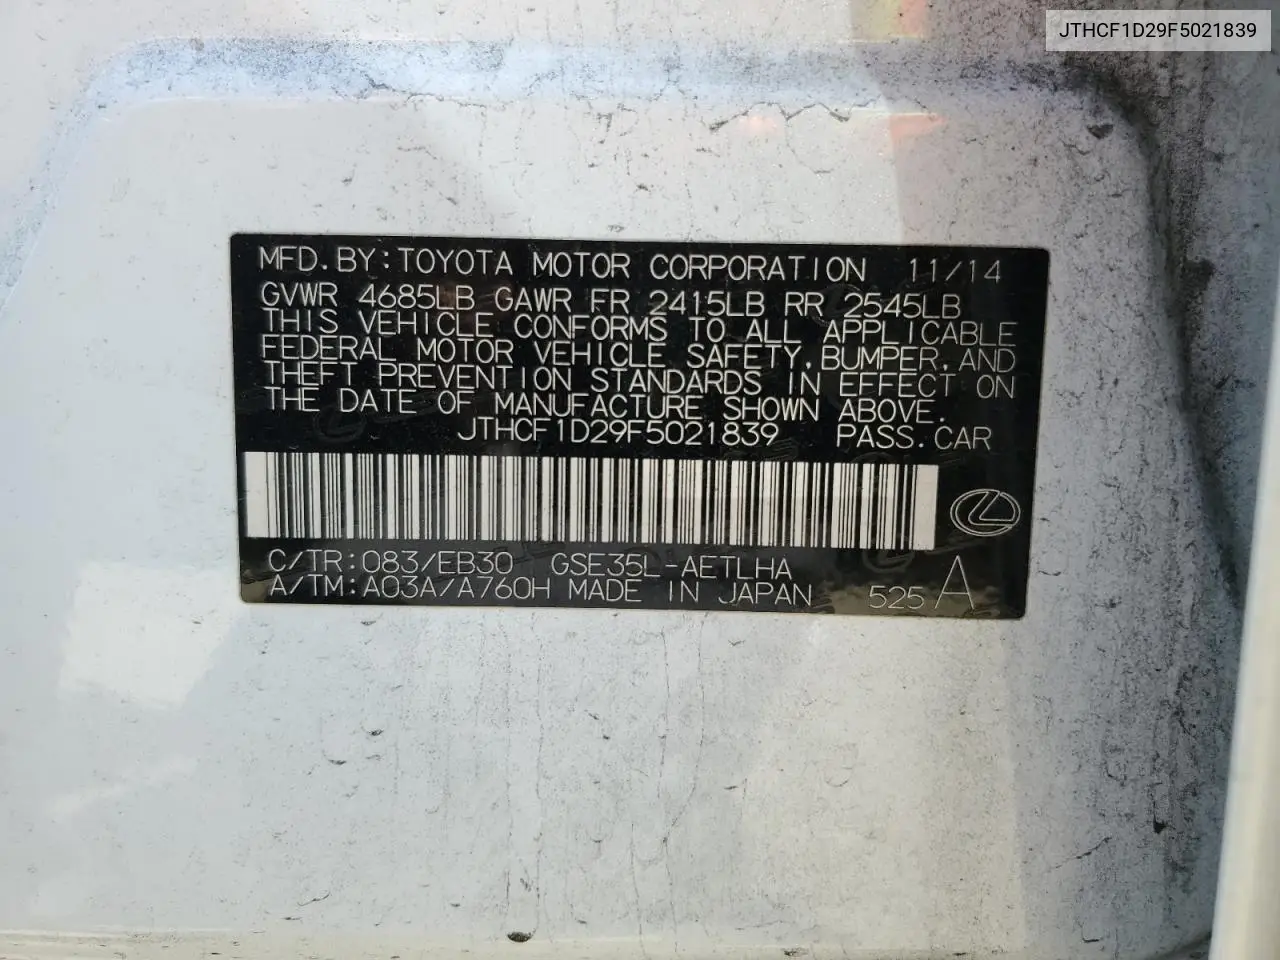 JTHCF1D29F5021839
MFD.BY:TOYOTA MOTOR CORPORATION 11/14
GVWR 4685LB GAWR FR 2415LB RR 2545LB
THIS VEHICLE CONFORMS TO ALL APPLICABLE
FEDERAL MOTOR VEHICLE SAFETY,BUMPER,AND
THEFT PREVENTION STANDARDS IN EFFECT ON
THE DATE OF MANUFACTURE SHOWN ABOVE.
JTHCF1D29F5021839 PASS.CAR
C/TR:083/EB30 GSE35L-AETLHA
A/TM:A03A/A760H MADE IN JAPAN 525 A